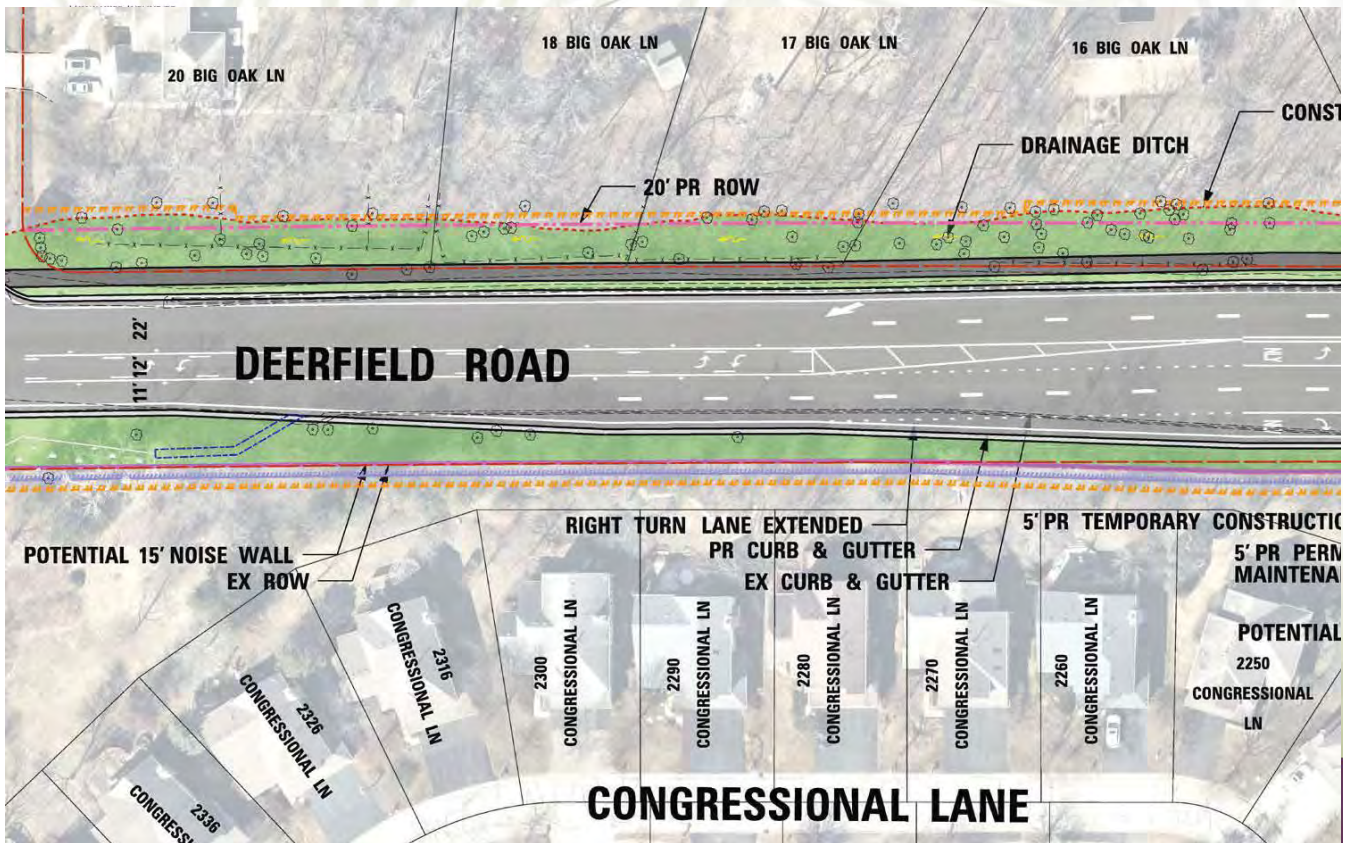 18 BIG OAK LN
17 BIG OAK LN
16 BIG OAK LN
20 BIG OAK LN
CONST
DRAINAGE DITCH
20' PR ROW
22'
12'
11'
DEERFIELD ROAD
RIGHT TURN LANE EXTENDED
5' PR TEMPORARY CONSTRUCTIO
POTENTIAL 15' NOISE WALL
PR CURB & GUTTER
5' PR PERM
MAINTENA
EX ROW
EX CURB & GUTTER
POTENTIAL
2250
CONGRESSIONAL
LN
2260
CONGRESSIONAL LN
2270
CONGRESSIONAL LN
2280
CONGRESSIONAL LN
2290
CONGRESSIONAL LN
2300
CONGRESSIONAL LN
2316
CONGRESSIONAL LN
2326
CONGRESSIONAL LN
2336
CONGRESSI
CONGRESSIONAL LANE